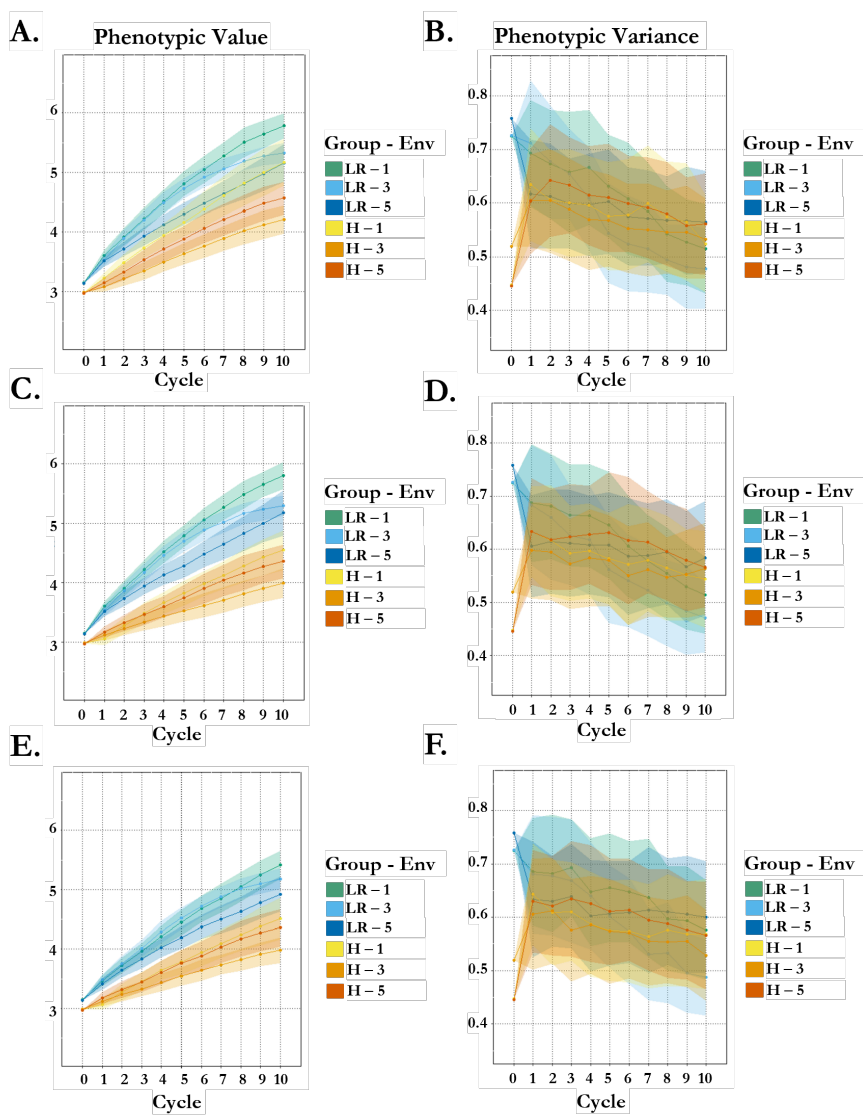 A.
Phenotypic Value
6
5
4
3
0 1 2 3 4 5 6 7 8 9 10
Cycle
Group - Env
LR – 1
LR – 3
LR – 5
H – 1
H – 3
H – 5
B.
Phenotypic Variance
0.8
0.7
0.6
0.5
0.4
0 1 2 3 4 5 6 7 8 9 10
Cycle
Group - Env
LR – 1
LR – 3
LR – 5
H – 1
H – 3
H – 5
C.
6
5
4
3
0 1 2 3 4 5 6 7 8 9 10
Cycle
Group - Env
LR – 1
LR – 3
LR – 5
H – 1
H – 3
H – 5
D.
0.8
0.7
0.6
0.5
0.4
0 1 2 3 4 5 6 7 8 9 10
Cycle
Group - Env
LR – 1
LR – 3
LR – 5
H – 1
H – 3
H – 5
E.
6
5
4
3
0 1 2 3 4 5 6 7 8 9 10
Cycle
Group - Env
LR – 1
LR – 3
LR – 5
H – 1
H – 3
H – 5
F.
0.8
0.7
0.6
0.5
0.4
0 1 2 3 4 5 6 7 8 9 10
Cycle
Group - Env
LR – 1
LR – 3
LR – 5
H – 1
H – 3
H – 5